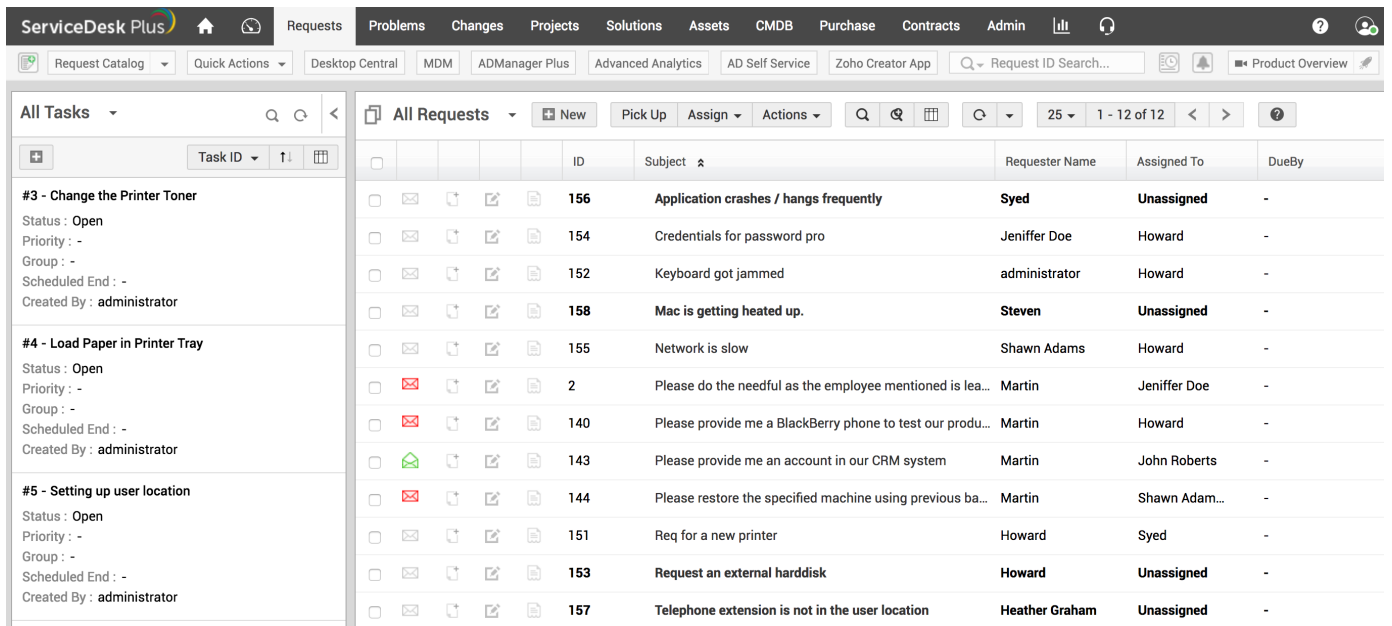 ServiceDesk Plus Requests Problems Changes Projects Solutions Assets CMDB Purchase Contracts Admin ?
Request Catalog Quick Actions Desktop Central MDM ADManager Plus Advanced Analytics AD Self Service Zoho Creator App Request ID Search... Product Overview
All Tasks
All Requests New Pick Up Assign Actions 25 1 - 12 of 12 < > ?
Task ID
ID Subject Requester Name Assigned To DueBy
#3 - Change the Printer Toner
Status : Open
Priority : -
Group : -
Scheduled End : -
Created By : administrator
#4 - Load Paper in Printer Tray
Status : Open
Priority : -
Group : -
Scheduled End : -
Created By : administrator
#5 - Setting up user location
Status : Open
Priority : -
Group : -
Scheduled End : -
Created By : administrator
156 Application crashes / hangs frequently Syed Unassigned -
154 Credentials for password pro Jeniffer Doe Howard -
152 Keyboard got jammed administrator Howard -
158 Mac is getting heated up. Steven Unassigned -
155 Network is slow Shawn Adams Howard -
2 Please do the needful as the employee mentioned is lea... Martin Jeniffer Doe -
140 Please provide me a BlackBerry phone to test our produ... Martin Howard -
143 Please provide me an account in our CRM system Martin John Roberts -
144 Please restore the specified machine using previous ba... Martin Shawn Adam... -
151 Req for a new printer Howard Syed -
153 Request an external harddisk Howard Unassigned -
157 Telephone extension is not in the user location Heather Graham Unassigned -